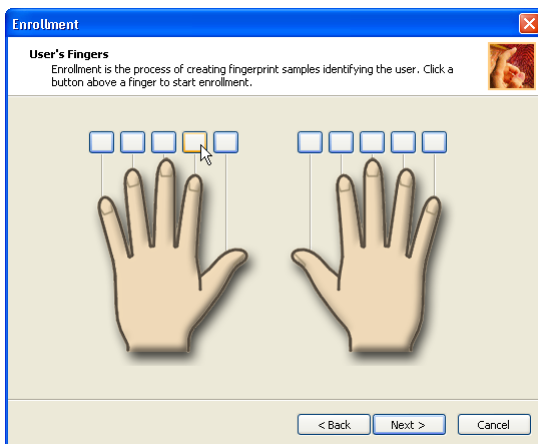 Enrollment
User's Fingers
Enrollment is the process of creating fingerprint samples identifying the user. Click a
button above a finger to start enrollment.
< Back
Next >
Cancel